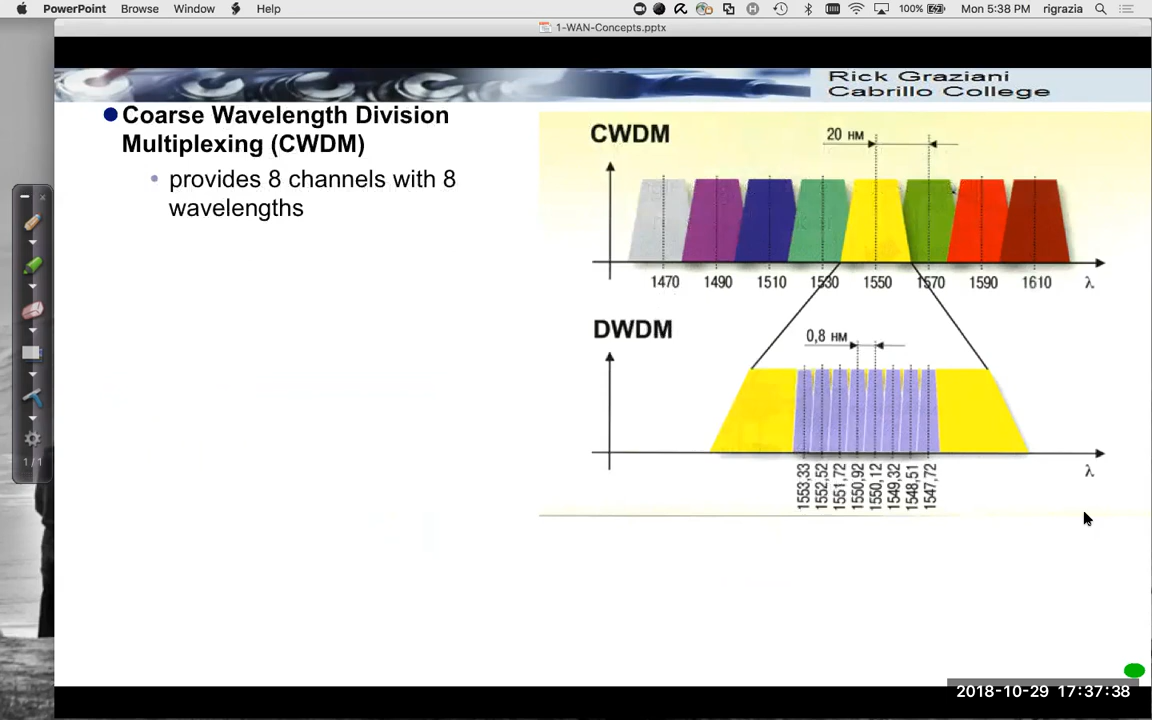 PowerPoint Browse Window Help 100% Mon 5:38 PM rigrazia
1-WAN-Concepts.pptx
Rick Graziani
Cabrillo College
Coarse Wavelength Division
Multiplexing (CWDM)
provides 8 channels with 8
wavelengths
CWDM
20 нм
1470 1490 1510 1530 1550 1570 1590 1610 λ
DWDM
0,8 нм
λ
1553,33
1552,52
1551,72
1550,92
1550,12
1549,32
1548,51
1547,72
1/1
2018-10-29 17:37:38